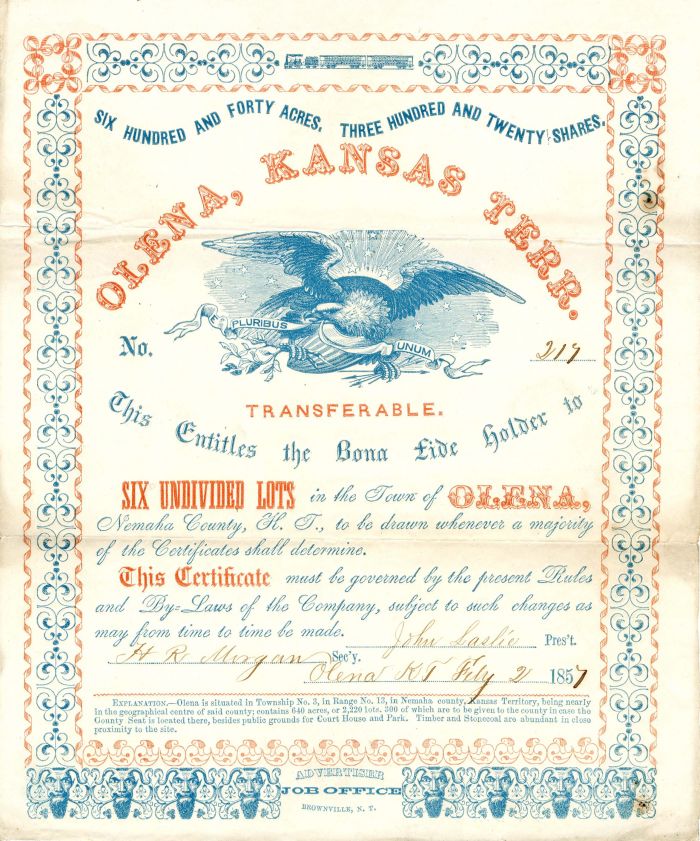 SIX HUNDRED AND FORTY ACRES. THREE HUNDRED AND TWENTY SHARES.
OLENA, KANSAS TERR.
PLURIBUS UNUM
No. 217
TRANSFERABLE.
This Entitles the Bona Fide Holder to
SIX UNDIVIDED LOTS in the Town of OLENA,
Nemaha County, K. T., to be drawn whenever a majority
of the Certificates shall determine.
This Certificate must be governed by the present Rules
and By-Laws of the Company, subject to such changes as
may from time to time be made. John Laslie Pres't.
H R Morgan Sec'y.
Olena K T 2 1857
EXPLANATION.—Olena is situated in Township No. 3, in Range No. 13, in Nemaha county, Kansas Territory, being nearly
in the geographical centre of said county; contains 640 acres, or 2,220 lots. 300 of which are to be given to the county in case the
County Seat is located there, besides public grounds for Court House and Park. Timber and Stonecoal are abundant in close
proximity to the site.
ADVERTISER
JOB OFFICE
BROWNVILLE, N. T.